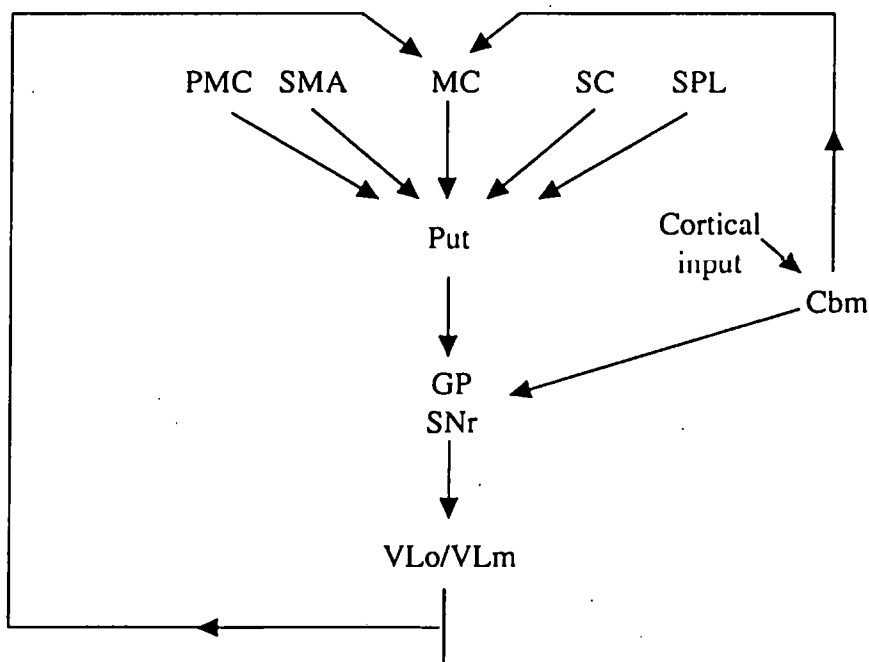 PMC SMA MC SC SPL
Put
Cortical
input
Cbm
GP
SNr
VLo/VLm